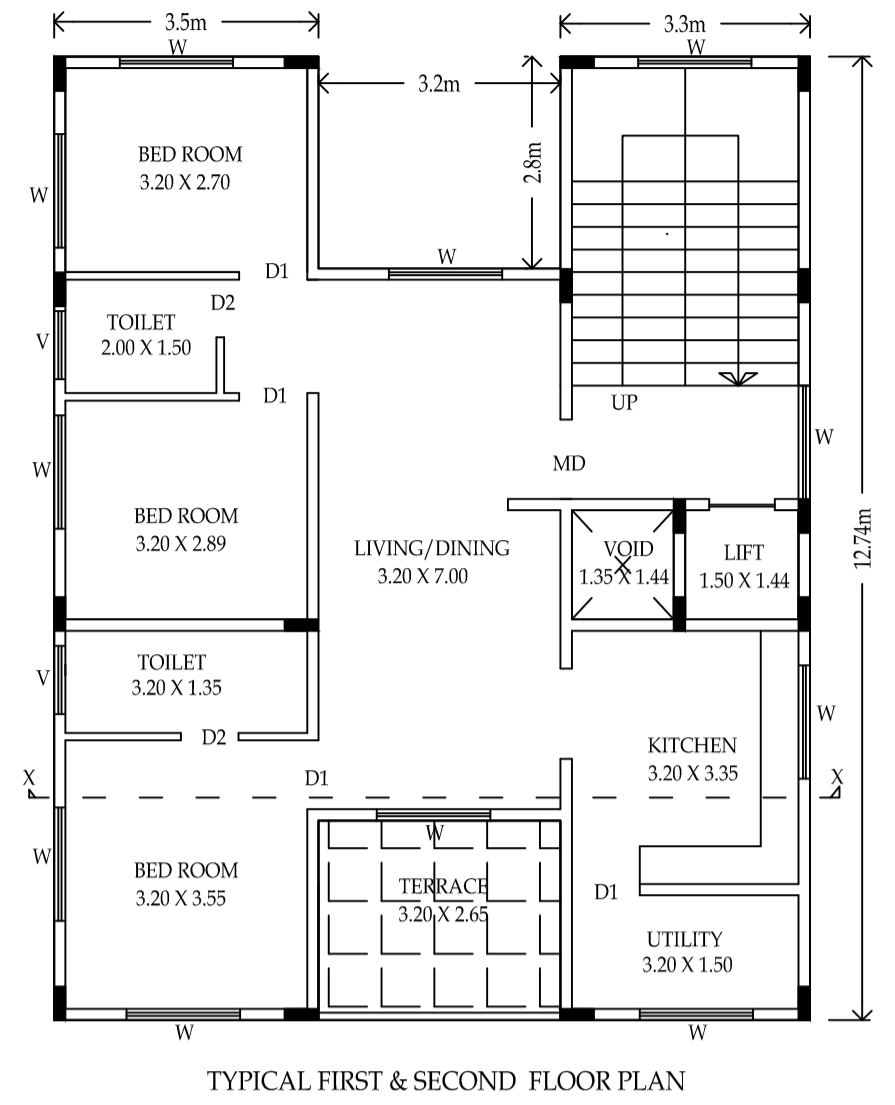 3.5m
3.3m
W
W
3.2m
2.8m
BED ROOM
3.20 X 2.70
W
W
D1
D2
TOILET
2.00 X 1.50
V
D1
UP
W
MD
W
BED ROOM
3.20 X 2.89
LIVING/DINING
3.20 X 7.00
VOID
1.35 X 1.44
LIFT
1.50 X 1.44
12.74m
TOILET
3.20 X 1.35
V
D2
W
KITCHEN
3.20 X 3.35
X
D1
X
W
W
BED ROOM
3.20 X 3.55
TERRACE
3.20 X 2.65
D1
UTILITY
3.20 X 1.50
W
W
TYPICAL FIRST & SECOND FLOOR PLAN